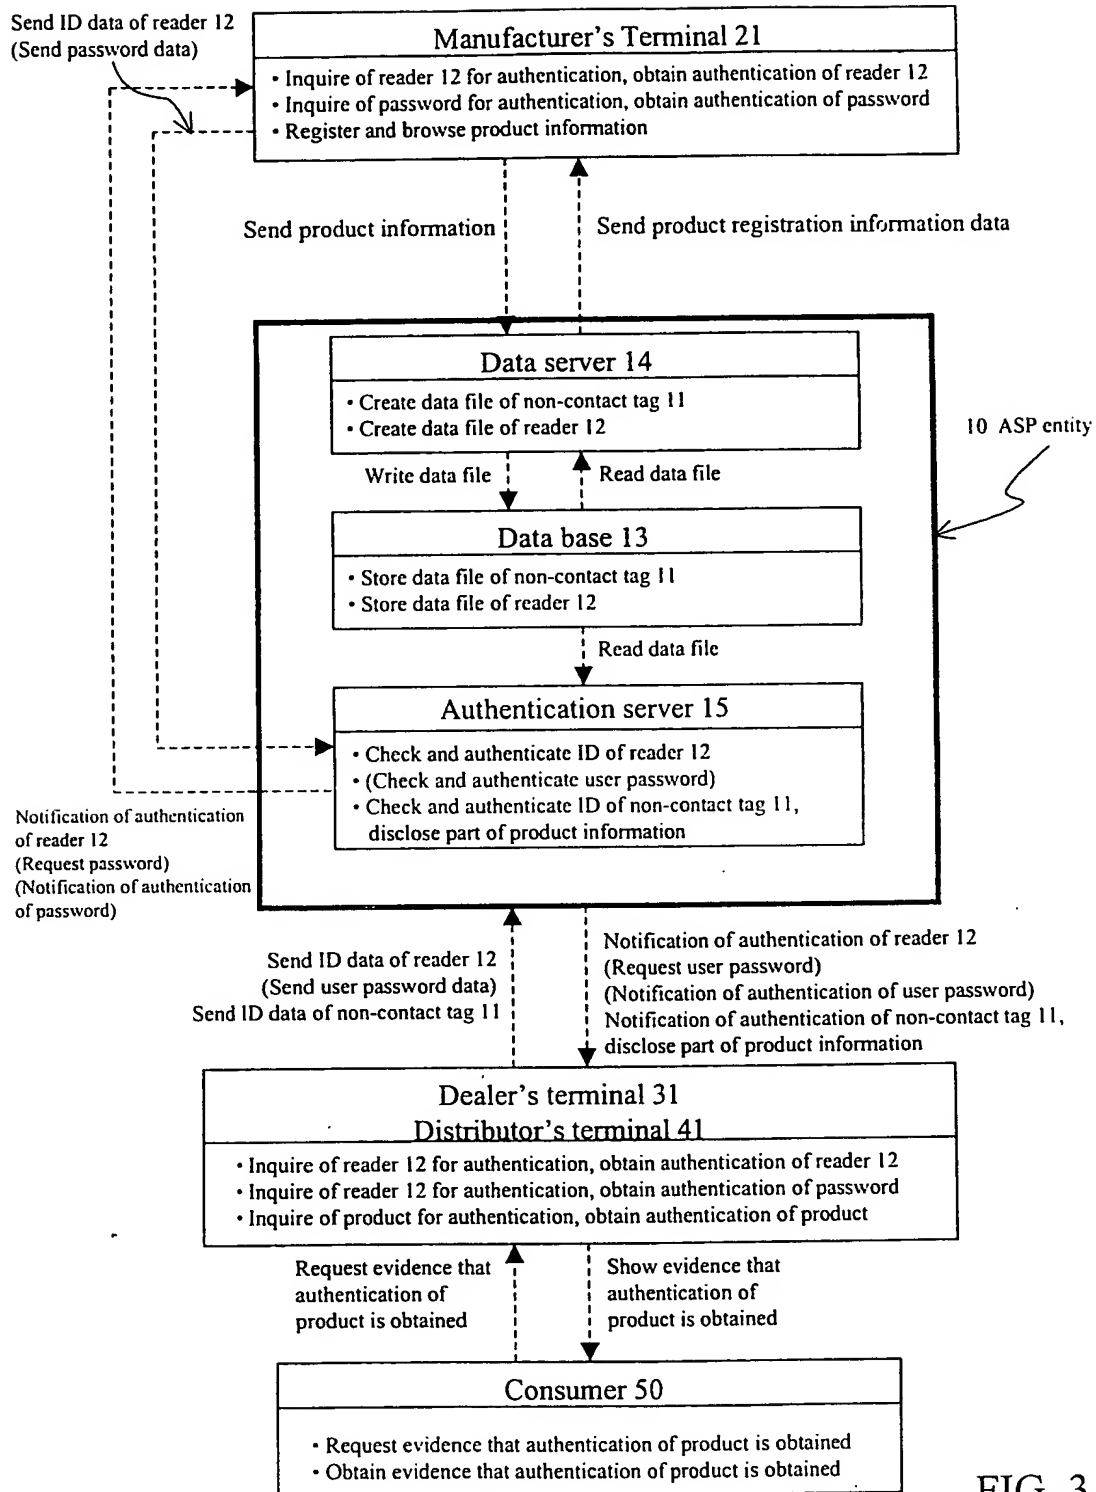 Send ID data of reader 12
(Send password data)
Manufacturer's Terminal 21
• Inquire of reader 12 for authentication, obtain authentication of reader 12
• Inquire of password for authentication, obtain authentication of password
• Register and browse product information
Send product information
Send product registration information data
Data server 14
• Create data file of non-contact tag 11
• Create data file of reader 12
10 ASP entity
Write data file
Read data file
Data base 13
• Store data file of non-contact tag 11
• Store data file of reader 12
Read data file
Authentication server 15
• Check and authenticate ID of reader 12
• (Check and authenticate user password)
• Check and authenticate ID of non-contact tag 11,
disclose part of product information
Notification of authentication
of reader 12
(Request password)
(Notification of authentication
of password)
Send ID data of reader 12
(Send user password data)
Send ID data of non-contact tag 11
Notification of authentication of reader 12
(Request user password)
(Notification of authentication of user password)
Notification of authentication of non-contact tag 11,
disclose part of product information
Dealer's terminal 31
Distributor's terminal 41
• Inquire of reader 12 for authentication, obtain authentication of reader 12
• Inquire of reader 12 for authentication, obtain authentication of password
• Inquire of product for authentication, obtain authentication of product
Request evidence that
authentication of
product is obtained
Show evidence that
authentication of
product is obtained
Consumer 50
• Request evidence that authentication of product is obtained
• Obtain evidence that authentication of product is obtained
FIG. 3